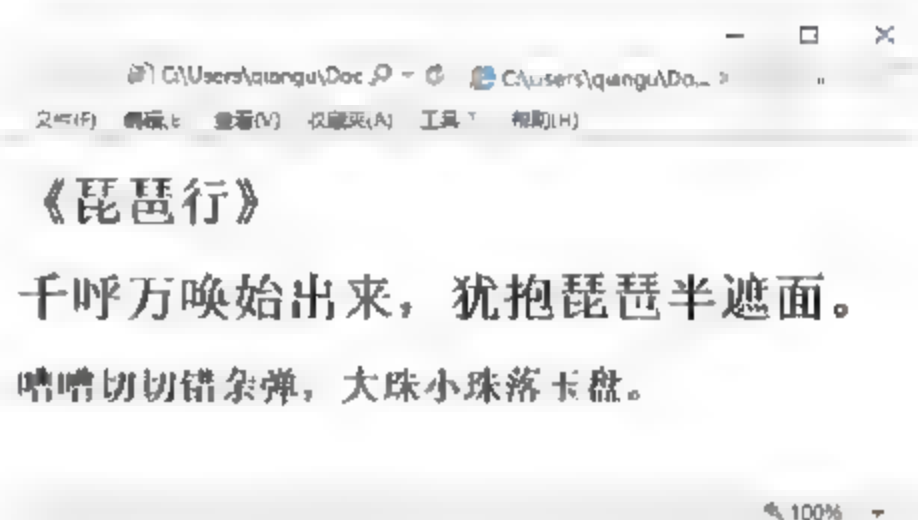 C:\Users\qiangu\Doc C:\Users\qiangu\Do...
文件(F) 编辑(E 查看(V) 收藏夹(A) 工具 帮助(H)
《琵琶行》
千呼万唤始出来，犹抱琵琶半遮面。
嘈嘈切切错杂弹，大珠小珠落玉盘。
100%